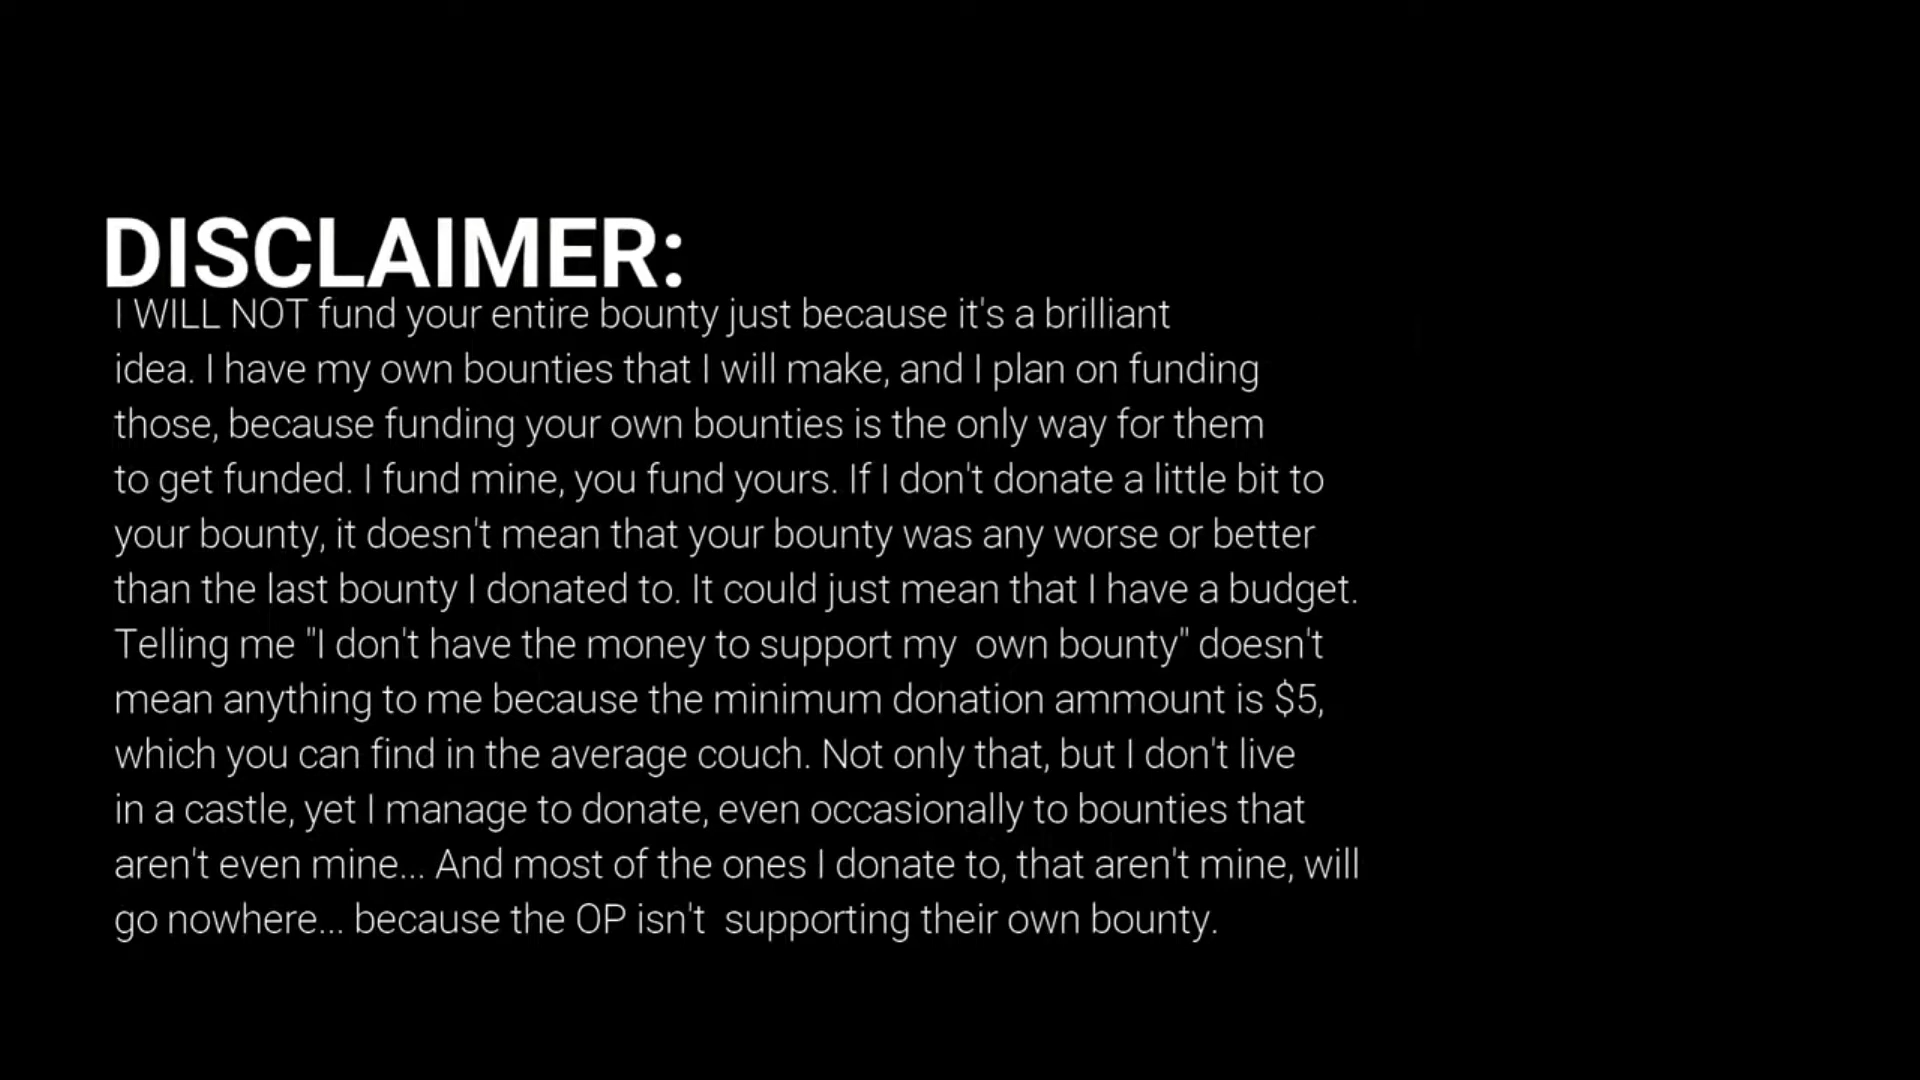 DISCLAIMER:
I WILL NOT fund your entire bounty just because it's a brilliant
idea. I have my own bounties that I will make, and I plan on funding
those, because funding your own bounties is the only way for them
to get funded. I fund mine, you fund yours. If I don't donate a little bit to
your bounty, it doesn't mean that your bounty was any worse or better
than the last bounty I donated to. It could just mean that I have a budget.
Telling me "I don't have the money to support my  own bounty" doesn't
mean anything to me because the minimum donation ammount is $5,
which you can find in the average couch. Not only that, but I don't live
in a castle, yet I manage to donate, even occasionally to bounties that
aren't even mine... And most of the ones I donate to, that aren't mine, will
go nowhere... because the OP isn't  supporting their own bounty.